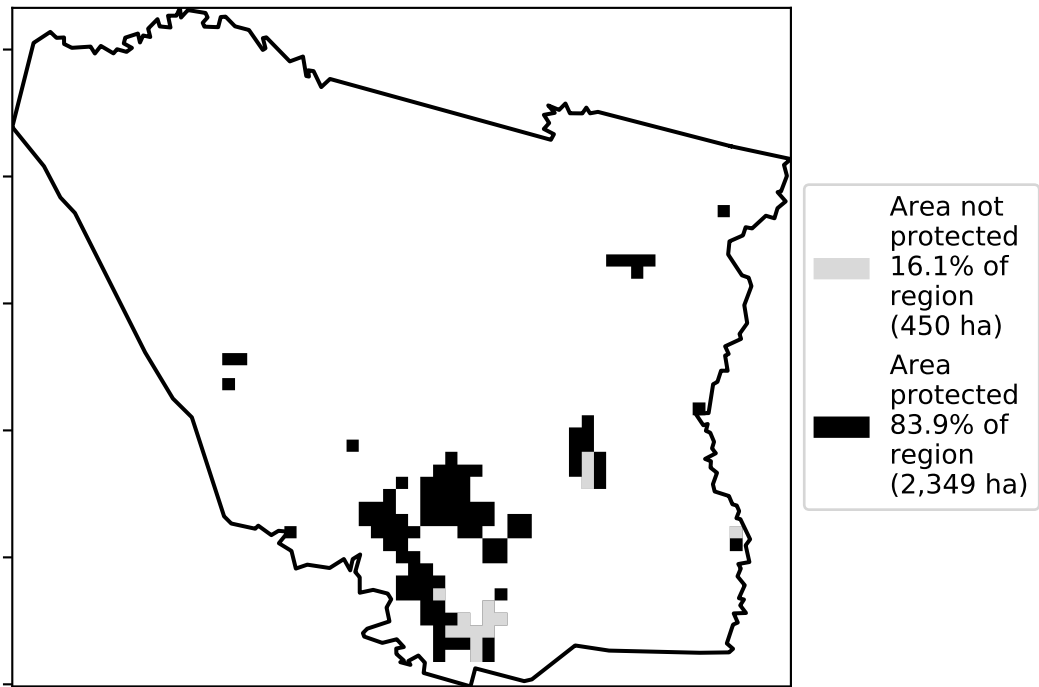 Area not
protected
16.1% of
region
(450 ha)
Area
protected
83.9% of
region
(2,349 ha)